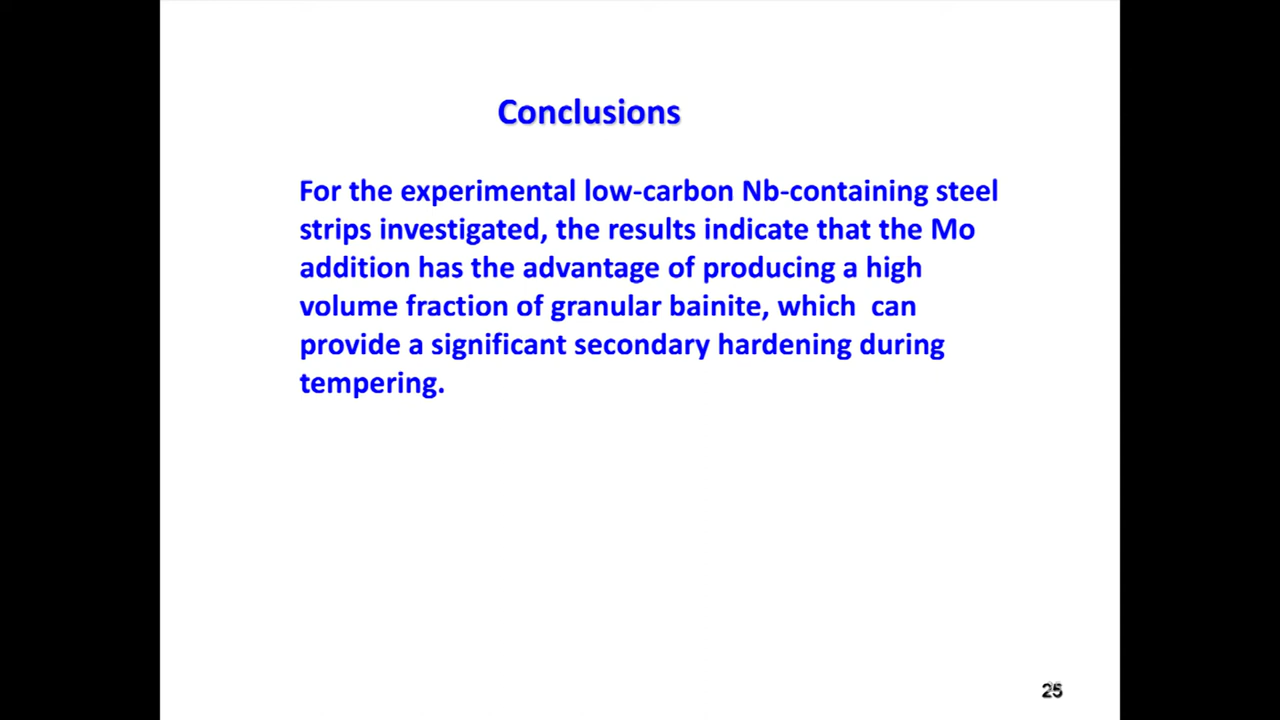 Conclusions
For the experimental low-carbon Nb-containing steel
strips investigated, the results indicate that the Mo
addition has the advantage of producing a high
volume fraction of granular bainite, which  can
provide a significant secondary hardening during
tempering.
25